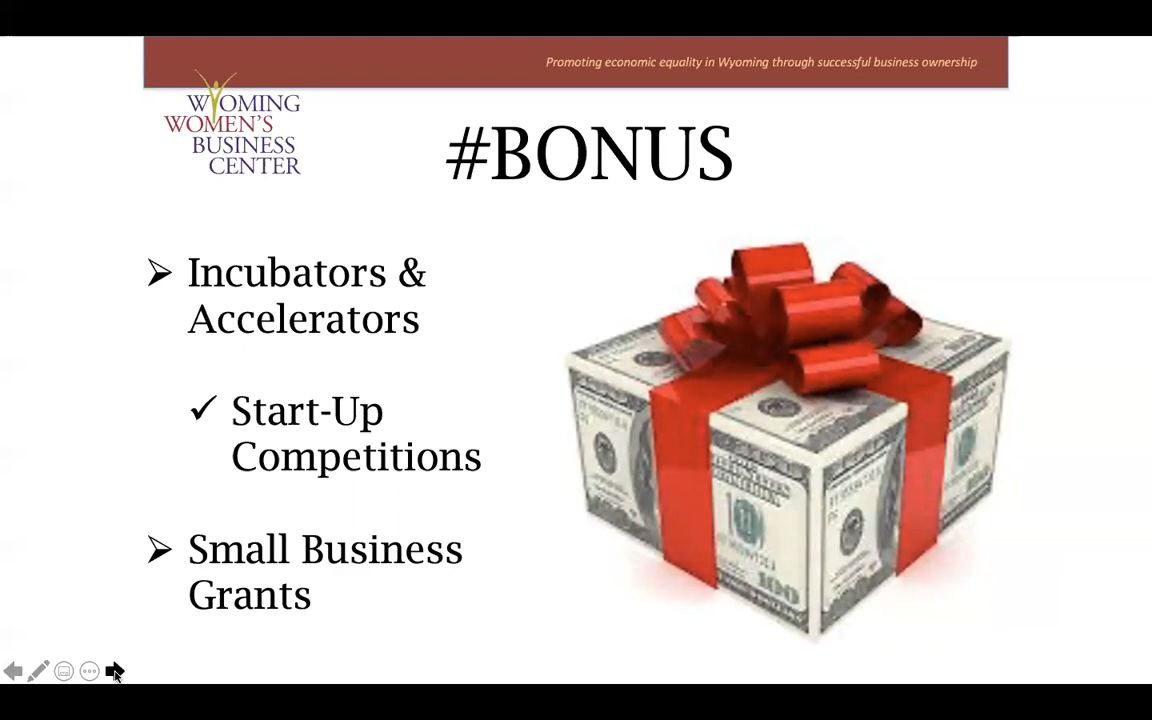 Promoting economic equality in Wyoming through successful business ownership
WYOMING
WOMEN'S
BUSINESS
CENTER
#BONUS
Incubators &
Accelerators
Start-Up
Competitions
Small Business
Grants
100